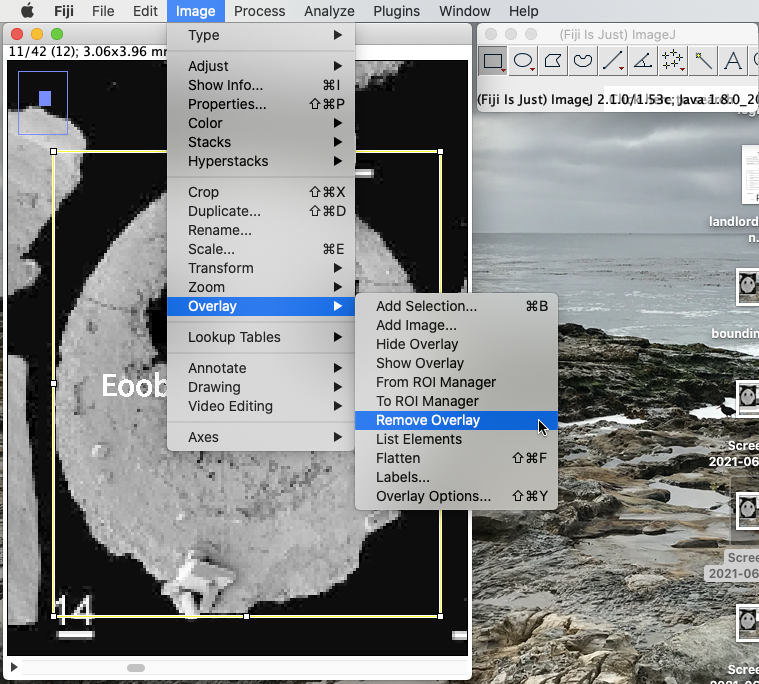 Fiji File Edit Image Process Analyze Plugins Window Help
(Fiji Is Just) ImageJ
11/42 (12); 3.06x3.96 mm
Type
Adjust
Show Info... ⌘I
Properties... ⇧⌘P
Color
Stacks
Hyperstacks
Crop ⇧⌘X
Duplicate... ⇧⌘D
Rename...
Scale... ⌘E
Transform
Zoom
Overlay
Lookup Tables
Annotate
Drawing
Video Editing
Axes
Add Selection... ⌘B
Add Image...
Hide Overlay
Show Overlay
From ROI Manager
To ROI Manager
Remove Overlay
List Elements
Flatten ⇧⌘F
Labels...
Overlay Options... ⇧⌘Y
(Fiji Is Just) ImageJ 2.1.0/1.53c; Java 1.8.0_20
A
Eoob
14
landlord
n.
boundin
Scree
2021-06
Scree
2021-06
Scree